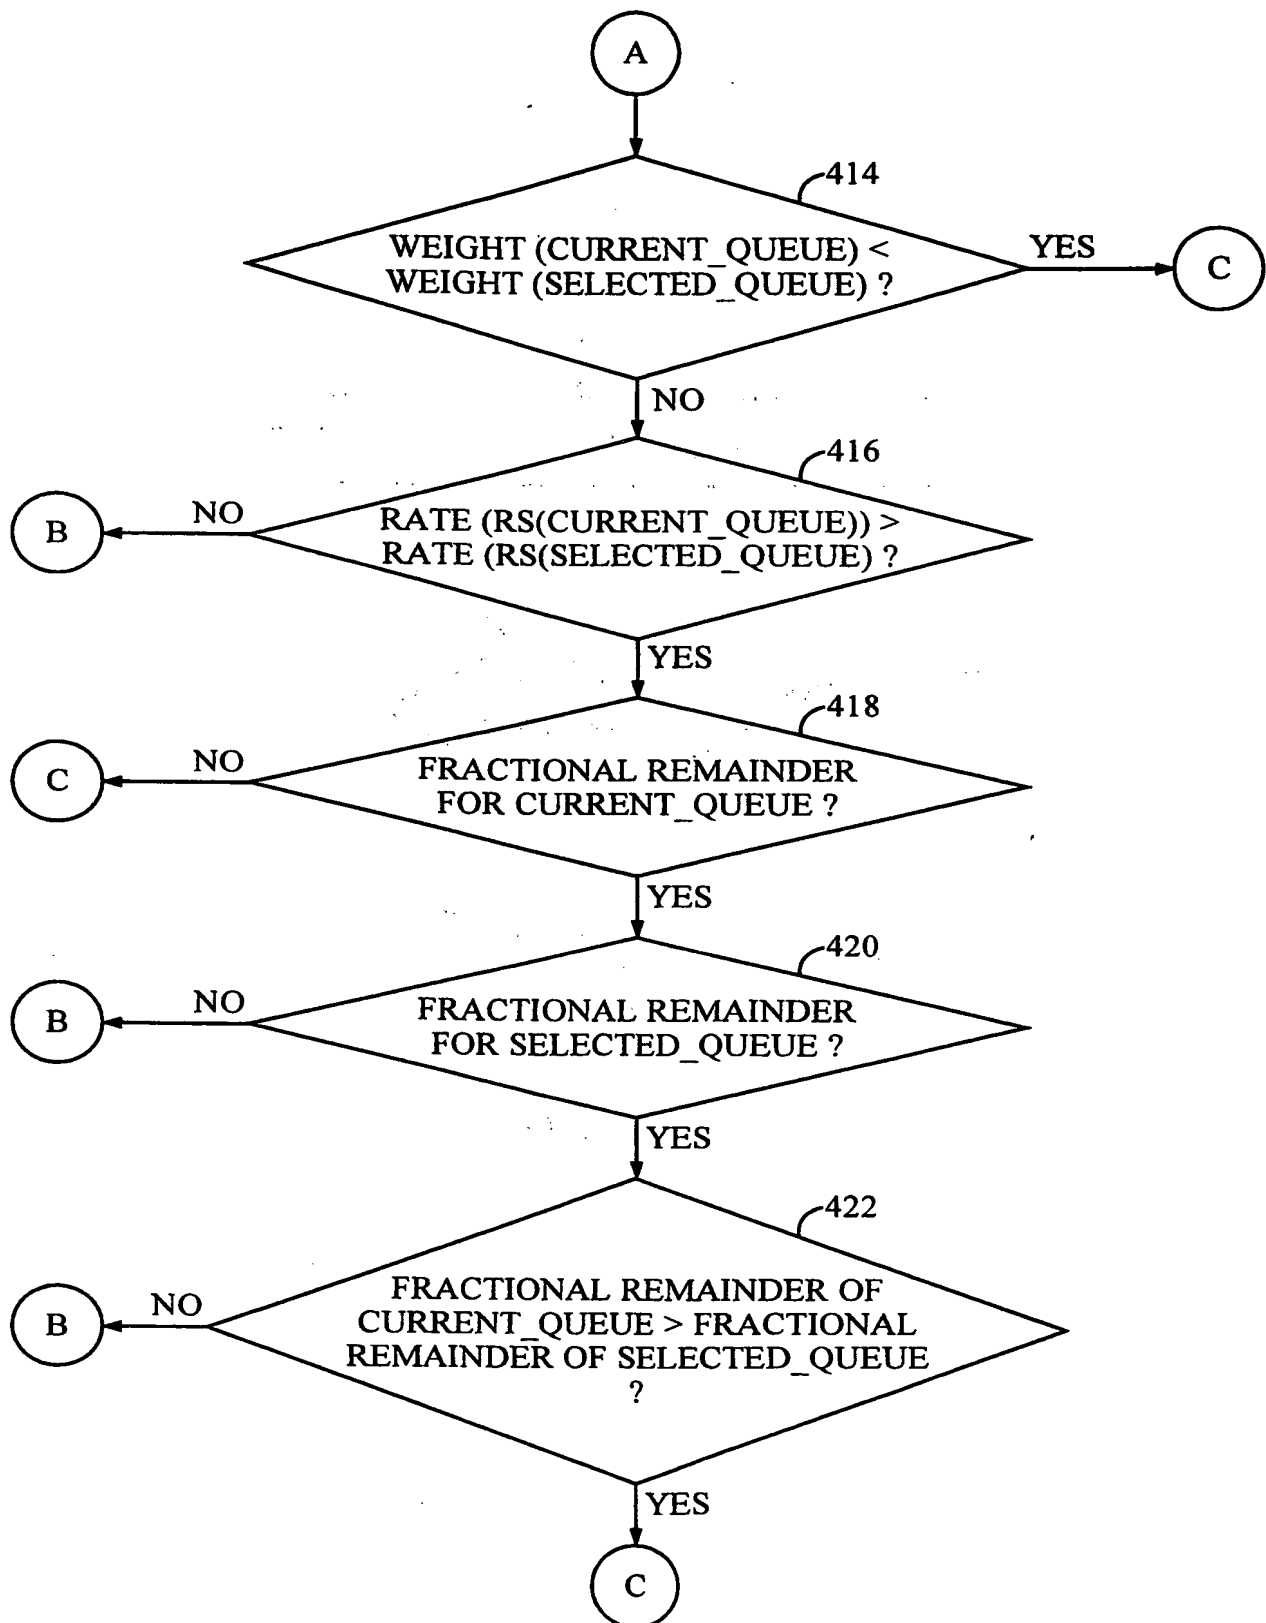 A
414
WEIGHT (CURRENT_QUEUE) <
WEIGHT (SELECTED_QUEUE) ?
YES
C
NO
416
B
NO
RATE (RS(CURRENT_QUEUE)) >
RATE (RS(SELECTED_QUEUE) ?
YES
418
C
NO
FRACTIONAL REMAINDER
FOR CURRENT_QUEUE ?
YES
420
B
NO
FRACTIONAL REMAINDER
FOR SELECTED_QUEUE ?
YES
422
B
NO
FRACTIONAL REMAINDER OF
CURRENT_QUEUE > FRACTIONAL
REMAINDER OF SELECTED_QUEUE
?
YES
C